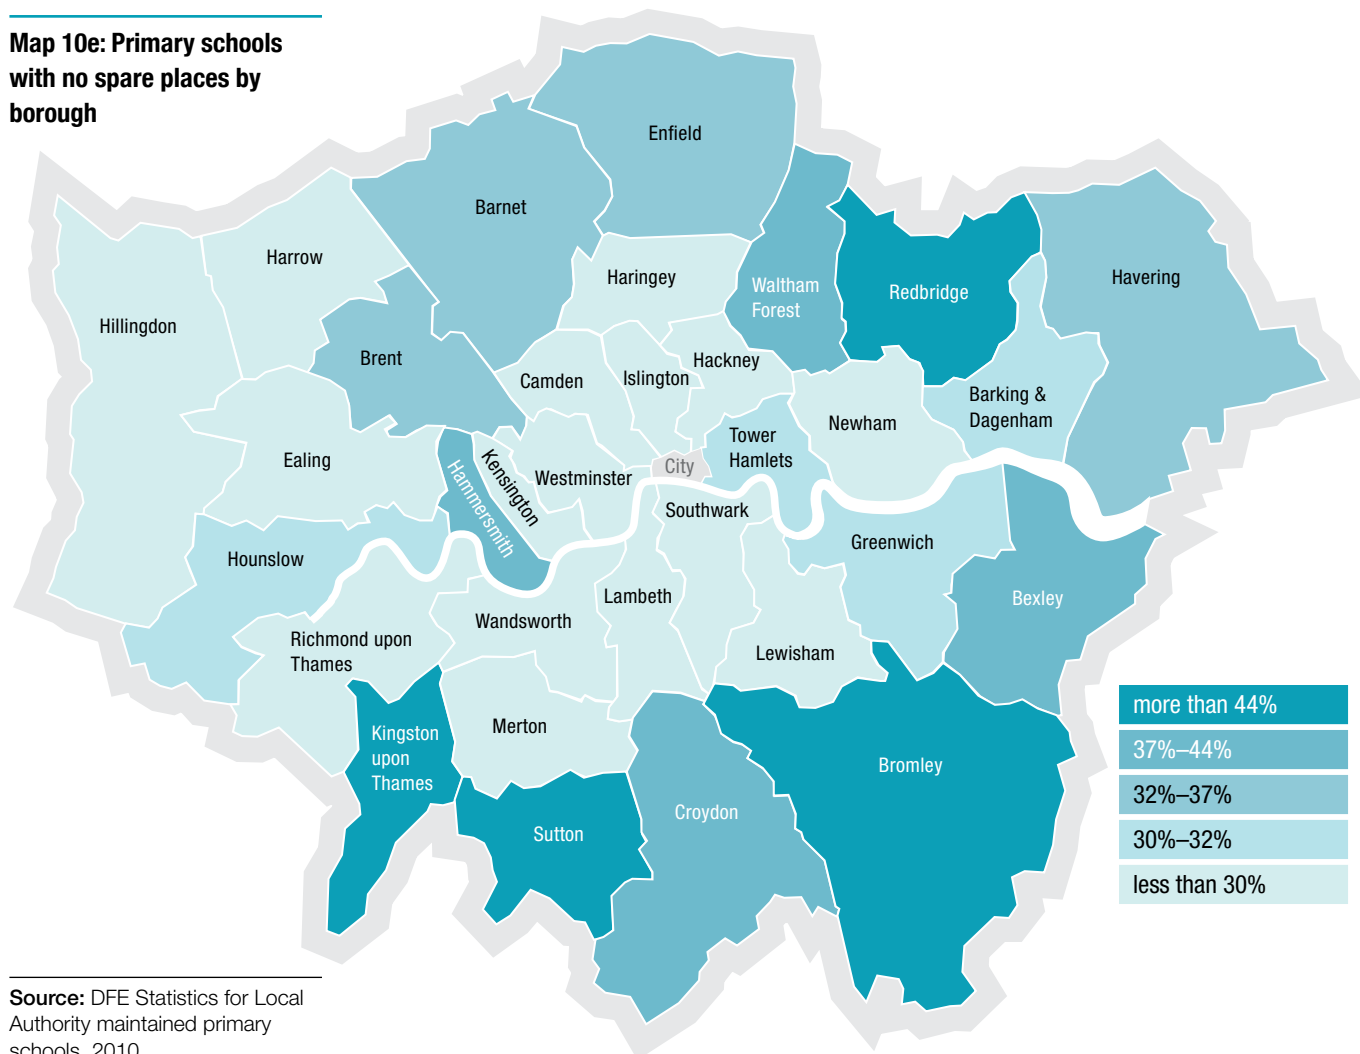 Map 10e: Primary schools
with no spare places by
borough
Enfield
Barnet
Harrow
Haringey
Waltham
Forest
Redbridge
Havering
Hillingdon
Brent
Camden
Islington
Hackney
Barking &
Dagenham
Newham
Tower
Hamlets
Ealing
Hammersmith
Kensington
Westminster
City
Southwark
Greenwich
Hounslow
Bexley
Richmond upon
Thames
Wandsworth
Lambeth
Lewisham
Kingston
upon
Thames
Merton
Sutton
Croydon
Bromley
more than 44%
37%–44%
32%–37%
30%–32%
less than 30%
Source: DFE Statistics for Local
Authority maintained primary
schools, 2010